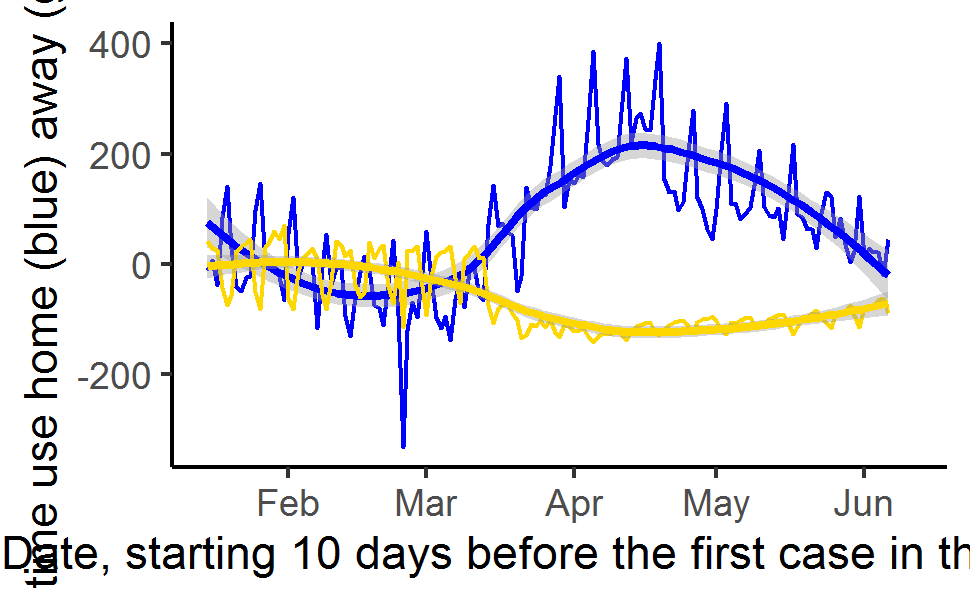 time use home (blue) away (
400
200
0
-200
Feb Mar Apr May Jun
Date, starting 10 days before the first case in th